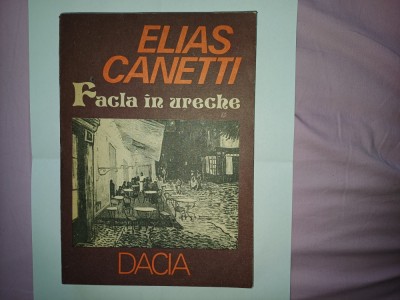 ELIAS
CANETTI
Facla in ureche
DACIA